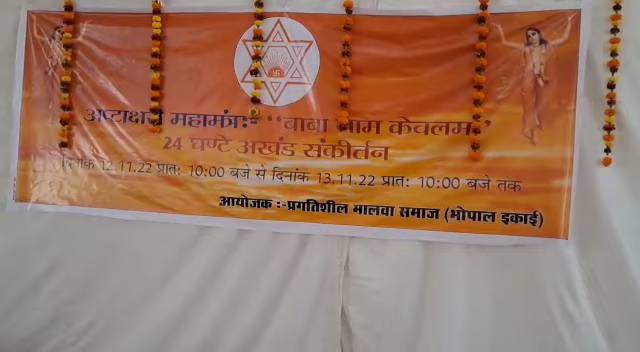 अष्टाक्षरी महामंत्र:- “बाबा नाम केवलम्”
24 घण्टे अखंड संकीर्तन
दिनांक 12.11.22 प्रात: 10:00 बजे से दिनांक 13.11.22 प्रात: 10:00 बजे तक
आयोजक :-प्रगतिशील मालवा समाज (भोपाल इकाई)